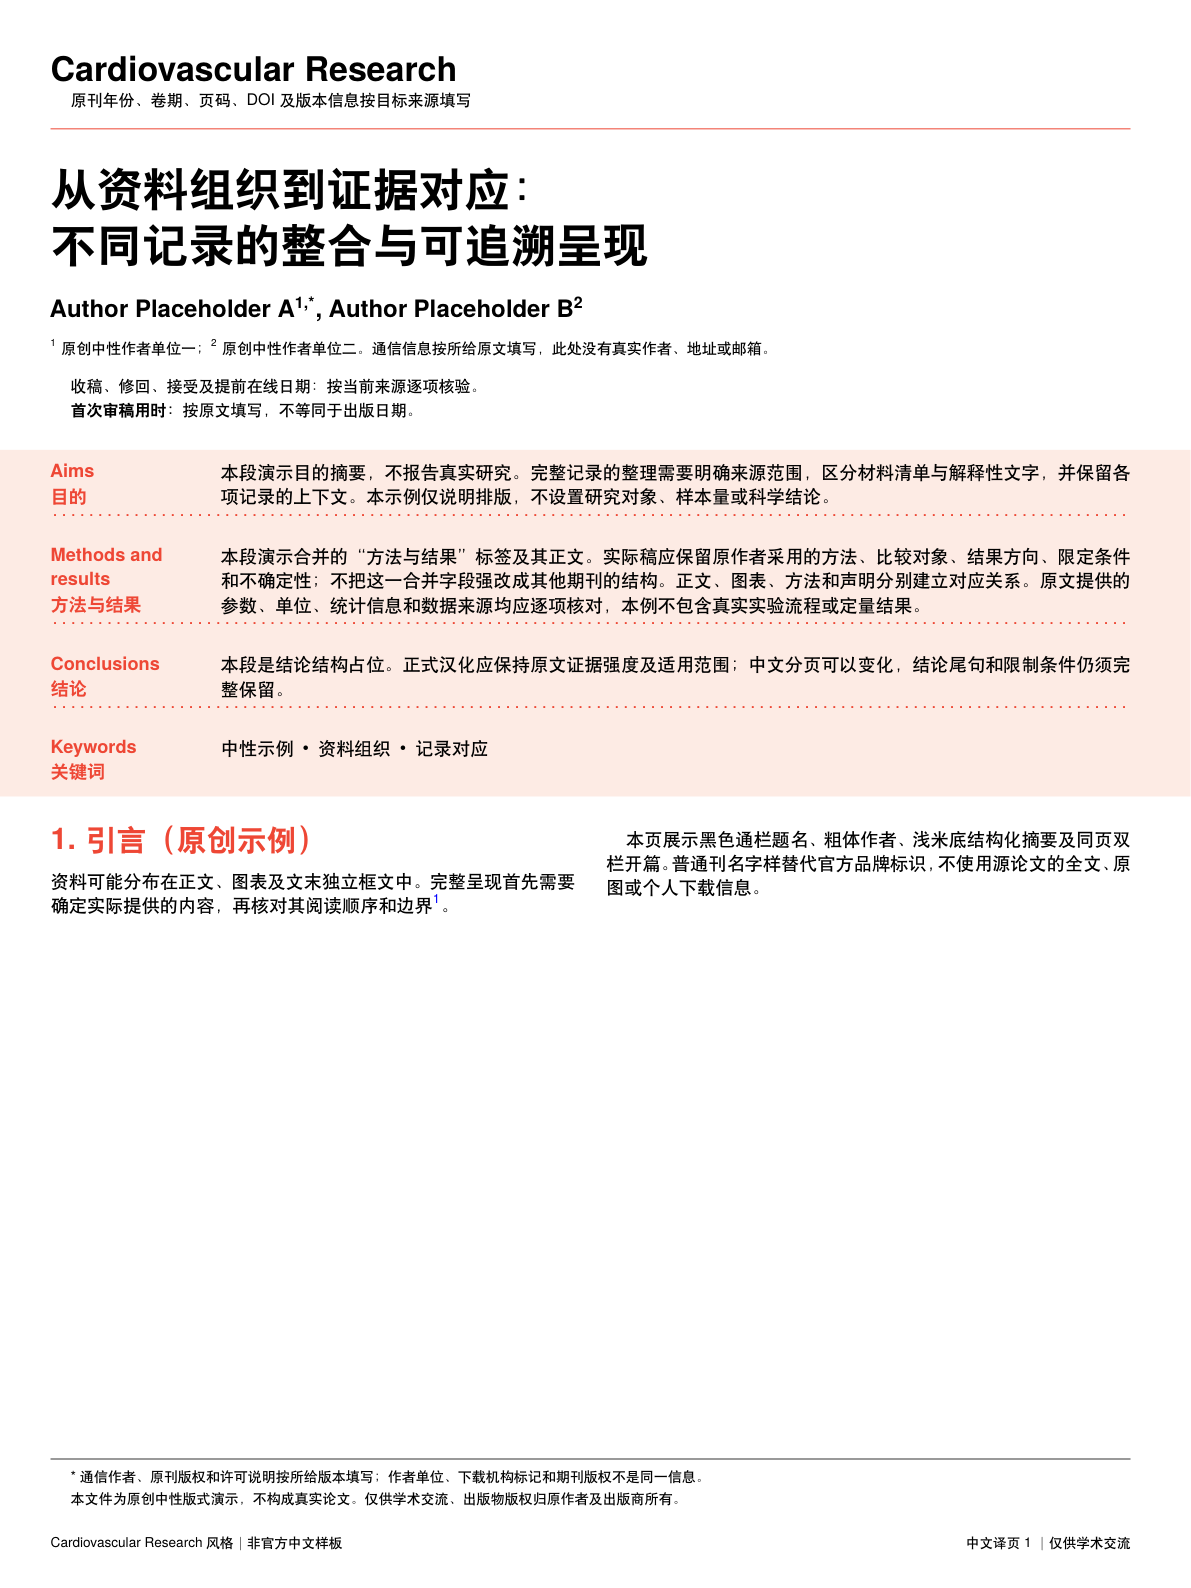 Cardiovascular Research
原刊年份、卷期、页码、DOI 及版本信息按目标来源填写
从资料组织到证据对应：
不同记录的整合与可追溯呈现
Author Placeholder A1,*, Author Placeholder B2
1 原创中性作者单位一；2 原创中性作者单位二。通信信息按所给原文填写，此处没有真实作者、地址或邮箱。
收稿、修回、接受及提前在线日期：按当前来源逐项核验。
首次审稿用时：按原文填写，不等同于出版日期。
Aims
目的
本段演示目的摘要，不报告真实研究。完整记录的整理需要明确来源范围，区分材料清单与解释性文字，并保留各
项记录的上下文。本示例仅说明排版，不设置研究对象、样本量或科学结论。
Methods and
results
方法与结果
本段演示合并的“方法与结果”标签及其正文。实际稿应保留原作者采用的方法、比较对象、结果方向、限定条件
和不确定性；不把这一合并字段强改成其他期刊的结构。正文、图表、方法和声明分别建立对应关系。原文提供的
参数、单位、统计信息和数据来源均应逐项核对，本例不包含真实实验流程或定量结果。
Conclusions
结论
本段是结论结构占位。正式汉化应保持原文证据强度及适用范围；中文分页可以变化，结论尾句和限制条件仍须完
整保留。
Keywords
关键词
中性示例 • 资料组织 • 记录对应
1. 引言（原创示例）
资料可能分布在正文、图表及文末独立框文中。完整呈现首先需要
确定实际提供的内容，再核对其阅读顺序和边界1。
本页展示黑色通栏题名、粗体作者、浅米底结构化摘要及同页双
栏开篇。普通刊名字样替代官方品牌标识，不使用源论文的全文、原
图或个人下载信息。
* 通信作者、原刊版权和许可说明按所给版本填写；作者单位、下载机构标记和期刊版权不是同一信息。
本文件为原创中性版式演示，不构成真实论文。仅供学术交流、出版物版权归原作者及出版商所有。
Cardiovascular Research 风格｜非官方中文样板
中文译页 1 ｜仅供学术交流